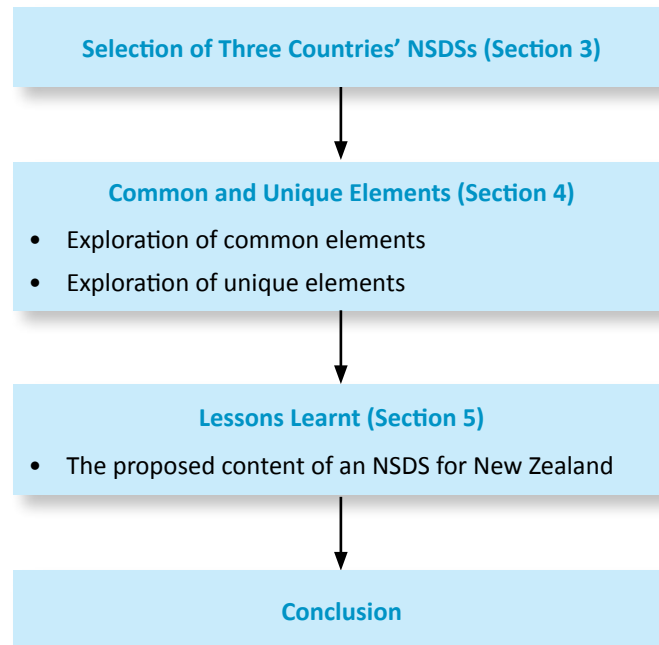 Selection of Three Countries’ NSDSs (Section 3)
Common and Unique Elements (Section 4)
• Exploration of common elements
• Exploration of unique elements
Lessons Learnt (Section 5)
• The proposed content of an NSDS for New Zealand
Conclusion